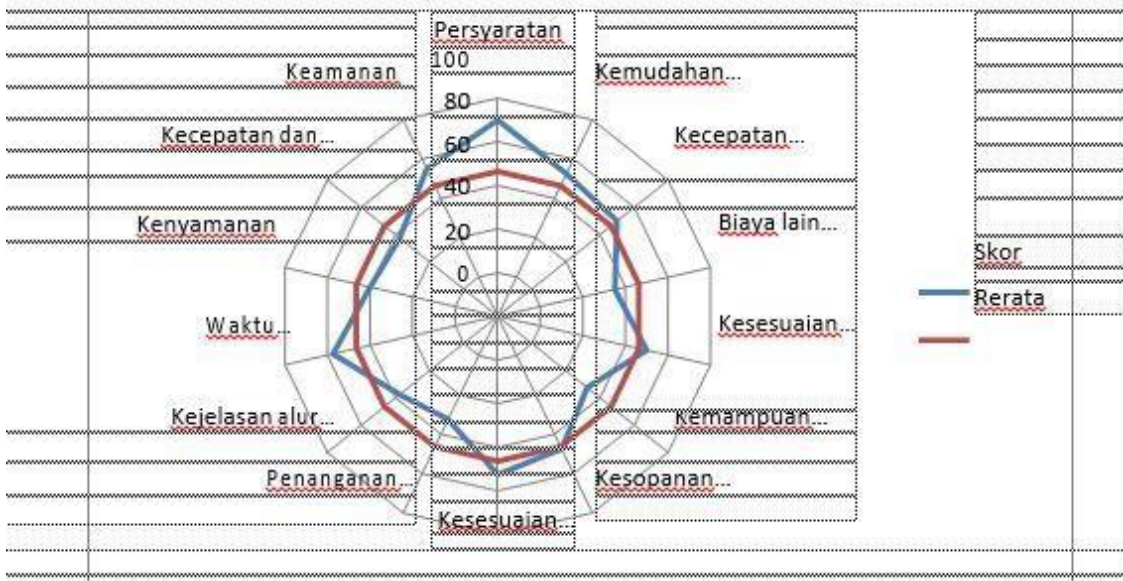 Persyaratan
100
80
60
40
20
0
Kemudahan...
Kecepatan...
Biaya lain...
Kesesuaian...
Kemampuan...
Kesopanan...
Kesesuaian...
Penanganan...
Kejelasan alur...
Waktu...
Kenyamanan
Kecepatan dan...
Keamanan
Skor
Rerata